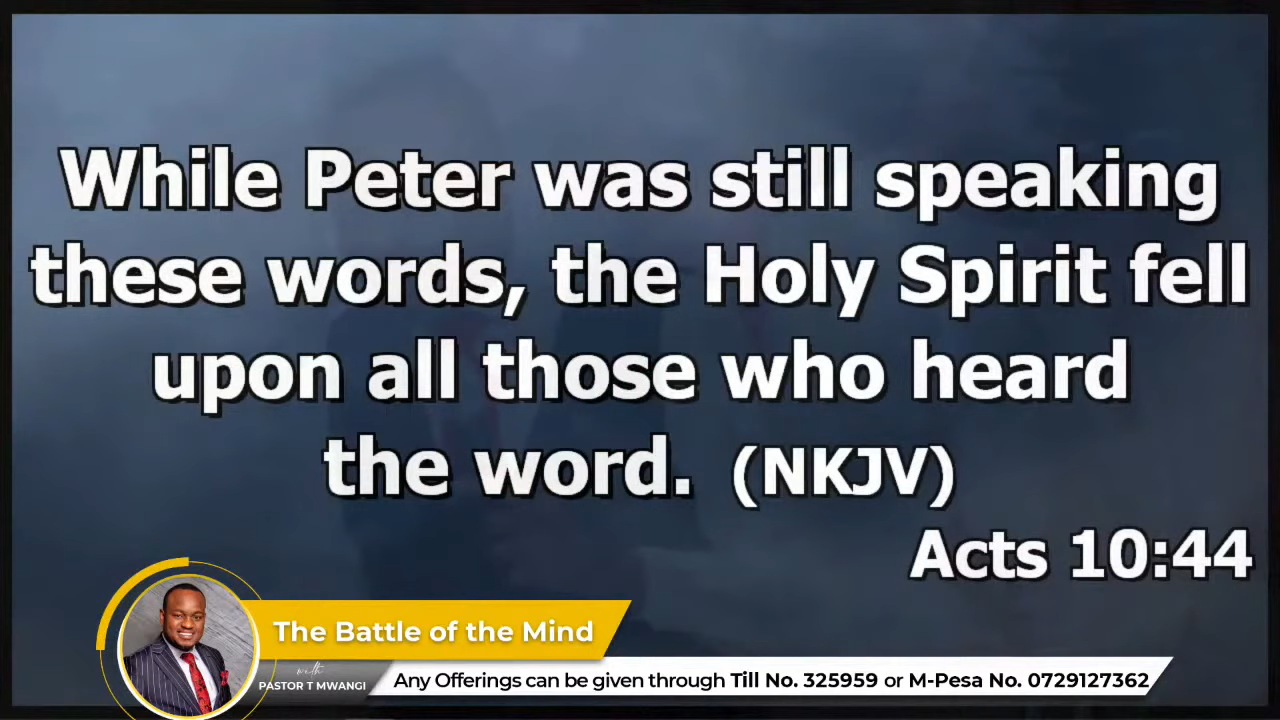 While Peter was still speaking
these words, the Holy Spirit fell
upon all those who heard
the word. (NKJV)
Acts 10:44
The Battle of the Mind
with
PASTOR T MWANGI
Any Offerings can be given through Till No. 325959 or M-Pesa No. 0729127362